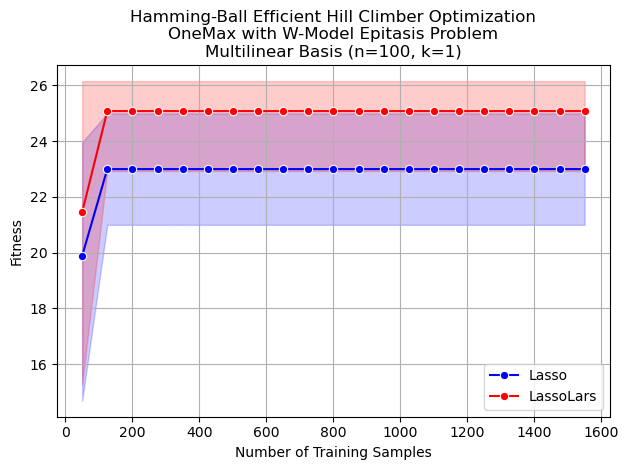 Hamming-Ball Efficient Hill Climber Optimization
OneMax with W-Model Epitasis Problem
Multilinear Basis (n=100, k=1)
Fitness
26
24
22
20
18
16
0
200
400
600
800
1000
1200
1400
1600
Number of Training Samples
Lasso
LassoLars